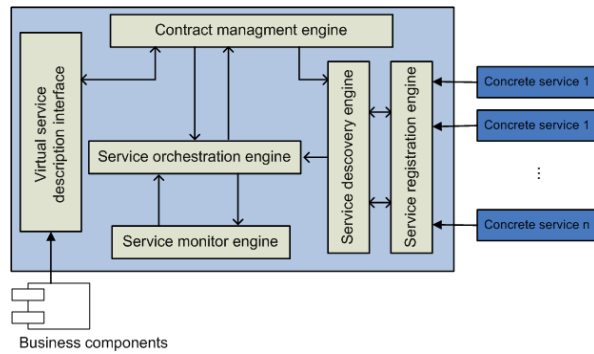 Contract managment engine
Virtual service
description interface
Service orchestration engine
Service monitor engine
Service descovery engine
Service registration engine
Concrete service 1
Concrete service 1
...
Concrete service n
Business components